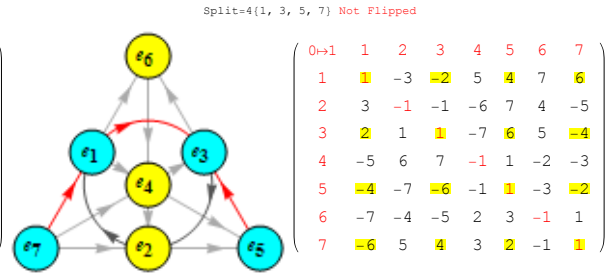 Split=4{1, 3, 5, 7} Not Flipped
e6
e1
e3
e4
e7
e2
e5
0↦1 1 2 3 4 5 6 7
1 1 −3 −2 5 4 7 6
2 3 −1 −1 −6 7 4 −5
3 2 1 1 −7 6 5 −4
4 −5 6 7 −1 1 −2 −3
5 −4 −7 −6 −1 1 −3 −2
6 −7 −4 −5 2 3 −1 1
7 −6 5 4 3 2 −1 1